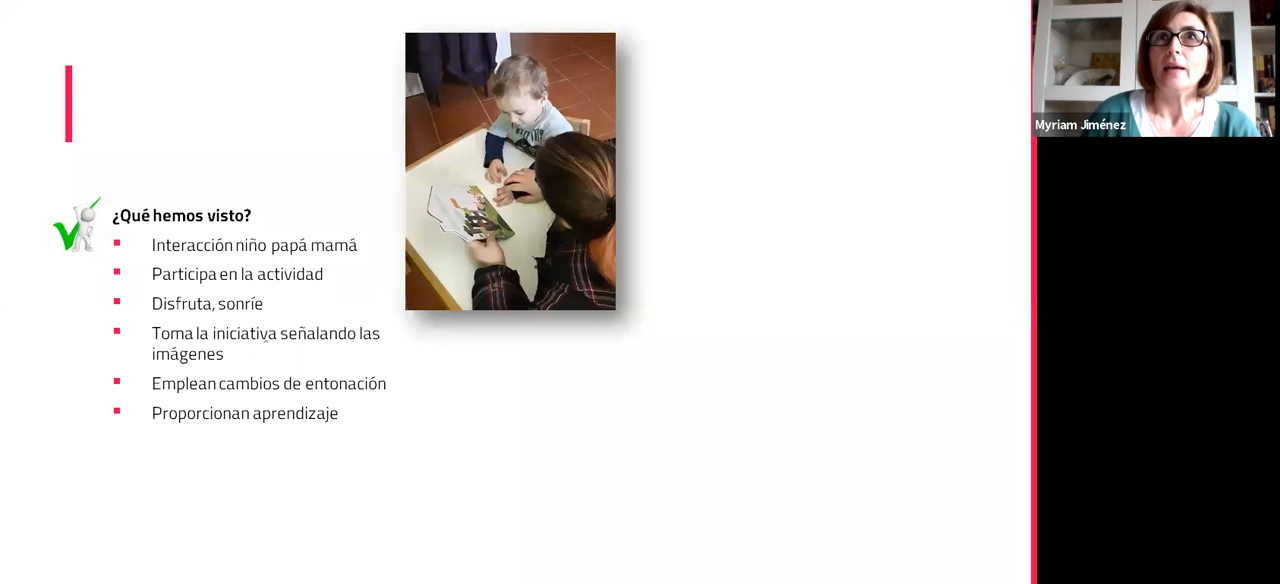 ¿Qué hemos visto?
Interacción niño papá mamá
Participa en la actividad
Disfruta, sonríe
Toma la iniciativa señalando las
imágenes
Emplean cambios de entonación
Proporcionan aprendizaje
Myriam Jiménez